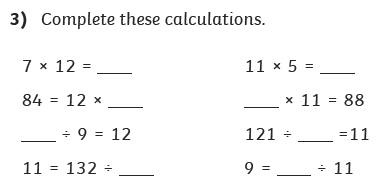 3) Complete these calculations.
7 × 12 = ____
11 × 5 = ____
84 = 12 × ____
____ × 11 = 88
____ ÷ 9 = 12
121 ÷ ____ =11
11 = 132 ÷ ____
9 = ____ ÷ 11